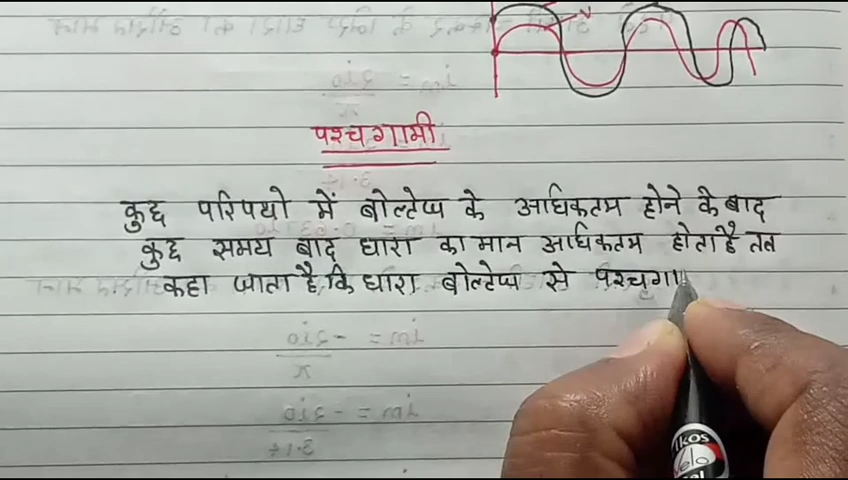 पश्चगामी
कुछ परिपथो में बोल्टेप्प के अधिकतम होने के बाद
कुछ समय बाद धारा का मान अधिकतम होता है तब
कहा जाता है कि धारा बोल्टेप्प से पश्चगा